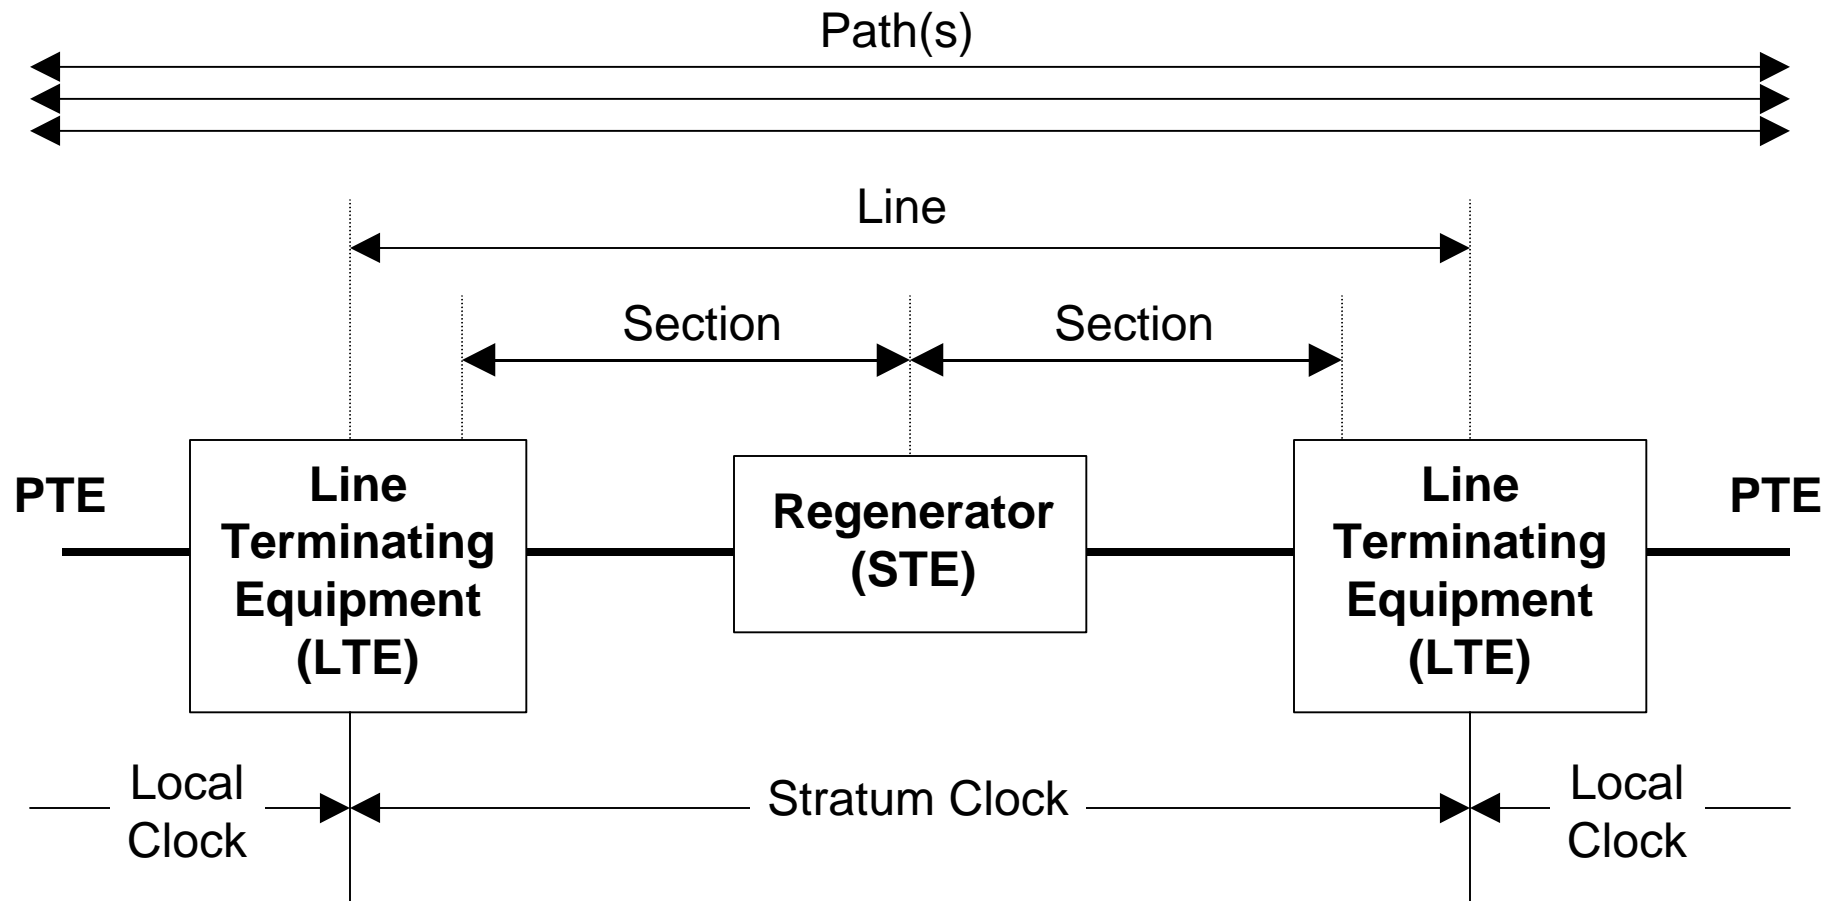 Path(s)
Line
Section
Section
PTE
Line
Terminating
Equipment
(LTE)
Regenerator
(STE)
Line
Terminating
Equipment
(LTE)
PTE
Local
Clock
Stratum Clock
Local
Clock